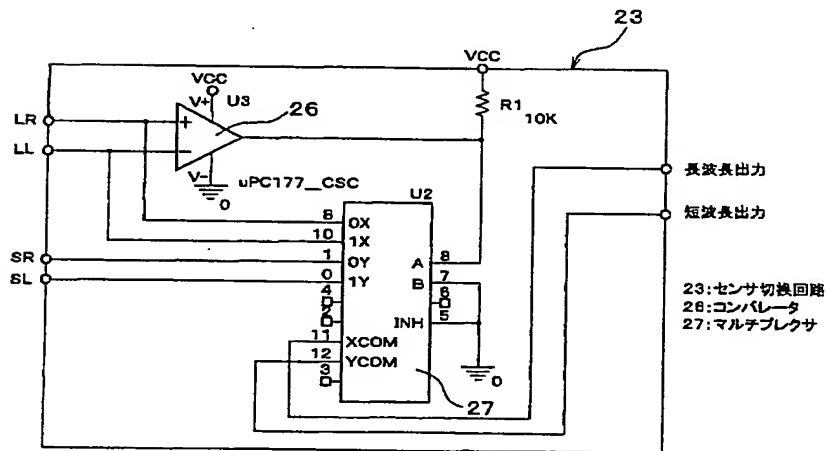 23
VCC
VCC
V+
U3
26
R1
10K
LR
+
LL
−
V−
0
uPC177_CSC
長波長出力
短波長出力
U2
8
0X
10
1X
SR
1
0Y
A
8
SL
0
1Y
B
7
4
6
2
INH
5
11
XCOM
12
YCOM
3
0
27
23:センサ切換回路
26:コンパレータ
27:マルチプレクサ